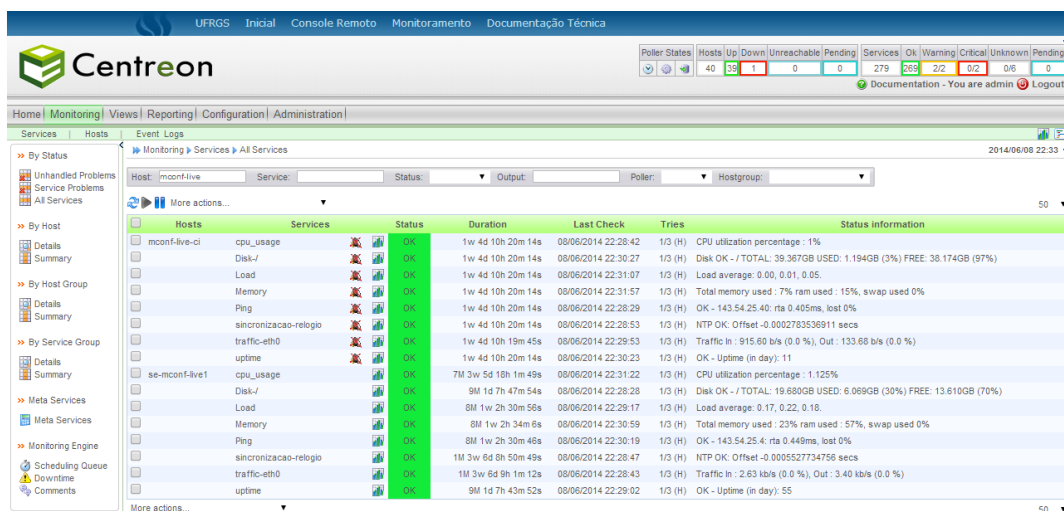 UFRGS Inicial Console Remoto Monitoramento Documentação Técnica
Centreon
Poller States Hosts Up Down Unreachable Pending Services Ok Warning Critical Unknown Pending
40 39 1 0 0 279 269 2/2 0/2 0/6 0
Documentation - You are admin Logout
Home Monitoring Views Reporting Configuration Administration
Services | Hosts | Event Logs
Monitoring Services All Services 2014/06/08 22:33
By Status
Unhandled Problems
Service Problems
All Services
By Host
Details
Summary
By Host Group
Details
Summary
By Service Group
Details
Summary
Meta Services
Meta Services
Monitoring Engine
Scheduling Queue
Downtime
Comments
Host: mconf-live Service: Status: Output: Poller: Hostgroup:
More actions... 50
Hosts Services Status Duration Last Check Tries Status information
mconf-live-ci cpu_usage OK 1w 4d 10h 20m 14s 08/06/2014 22:28:42 1/3 (H) CPU utilization percentage : 1%
Disk-/ OK 1w 4d 10h 20m 14s 08/06/2014 22:30:27 1/3 (H) Disk OK - / TOTAL: 39.367GB USED: 1.194GB (3%) FREE: 38.174GB (97%)
Load OK 1w 4d 10h 20m 14s 08/06/2014 22:31:07 1/3 (H) Load average: 0.00, 0.01, 0.05.
Memory OK 1w 4d 10h 20m 14s 08/06/2014 22:31:57 1/3 (H) Total memory used : 7% ram used : 15%, swap used 0%
Ping OK 1w 4d 10h 20m 14s 08/06/2014 22:28:29 1/3 (H) OK - 143.54.25.40: rta 0.405ms, lost 0%
sincronizacao-relogio OK 1w 4d 10h 20m 14s 08/06/2014 22:28:53 1/3 (H) NTP OK: Offset -0.0002783536911 secs
traffic-eth0 OK 1w 4d 10h 19m 45s 08/06/2014 22:29:53 1/3 (H) Traffic In : 915.60 b/s (0.0 %), Out : 133.68 b/s (0.0 %)
uptime OK 1w 4d 10h 20m 14s 08/06/2014 22:30:23 1/3 (H) OK - Uptime (in day): 11
se-mconf-live1 cpu_usage OK 7M 3w 5d 18h 1m 49s 08/06/2014 22:31:22 1/3 (H) CPU utilization percentage : 1.125%
Disk-/ OK 9M 1d 7h 47m 54s 08/06/2014 22:28:28 1/3 (H) Disk OK - / TOTAL: 19.680GB USED: 6.069GB (30%) FREE: 13.610GB (70%)
Load OK 8M 1w 2h 30m 56s 08/06/2014 22:29:17 1/3 (H) Load average: 0.17, 0.22, 0.18.
Memory OK 8M 1w 2h 34m 6s 08/06/2014 22:30:59 1/3 (H) Total memory used : 23% ram used : 57%, swap used 0%
Ping OK 8M 1w 2h 30m 46s 08/06/2014 22:30:19 1/3 (H) OK - 143.54.25.4: rta 0.449ms, lost 0%
sincronizacao-relogio OK 1M 3w 6d 8h 50m 49s 08/06/2014 22:28:47 1/3 (H) NTP OK: Offset -0.0005527734756 secs
traffic-eth0 OK 1M 3w 6d 9h 1m 12s 08/06/2014 22:28:43 1/3 (H) Traffic In : 2.63 kb/s (0.0 %), Out : 3.40 kb/s (0.0 %)
uptime OK 9M 1d 7h 43m 52s 08/06/2014 22:29:02 1/3 (H) OK - Uptime (in day): 55
More actions... 50